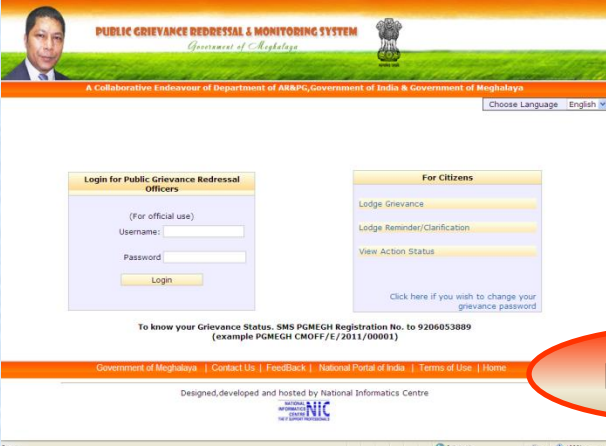 PUBLIC GRIEVANCE REDRESSAL & MONITORING SYSTEM
Government of Meghalaya
A Collaborative Endeavour of Department of AR&PG,Government of India & Government of Meghalaya
Choose Language English
Login for Public Grievance Redressal
Officers
(For official use)
Username:
Password
Login
For Citizens
Lodge Grievance
Lodge Reminder/Clarification
View Action Status
Click here if you wish to change your
grievance password
To know your Grievance Status. SMS PGMEGH Registration No. to 9206053889
(example PGMEGH CMOFF/E/2011/00001)
Government of Meghalaya | Contact Us | FeedBack | National Portal of India | Terms of Use | Home
Designed,developed and hosted by National Informatics Centre
NATIONAL
INFORMATICS
CENTRE
NIC